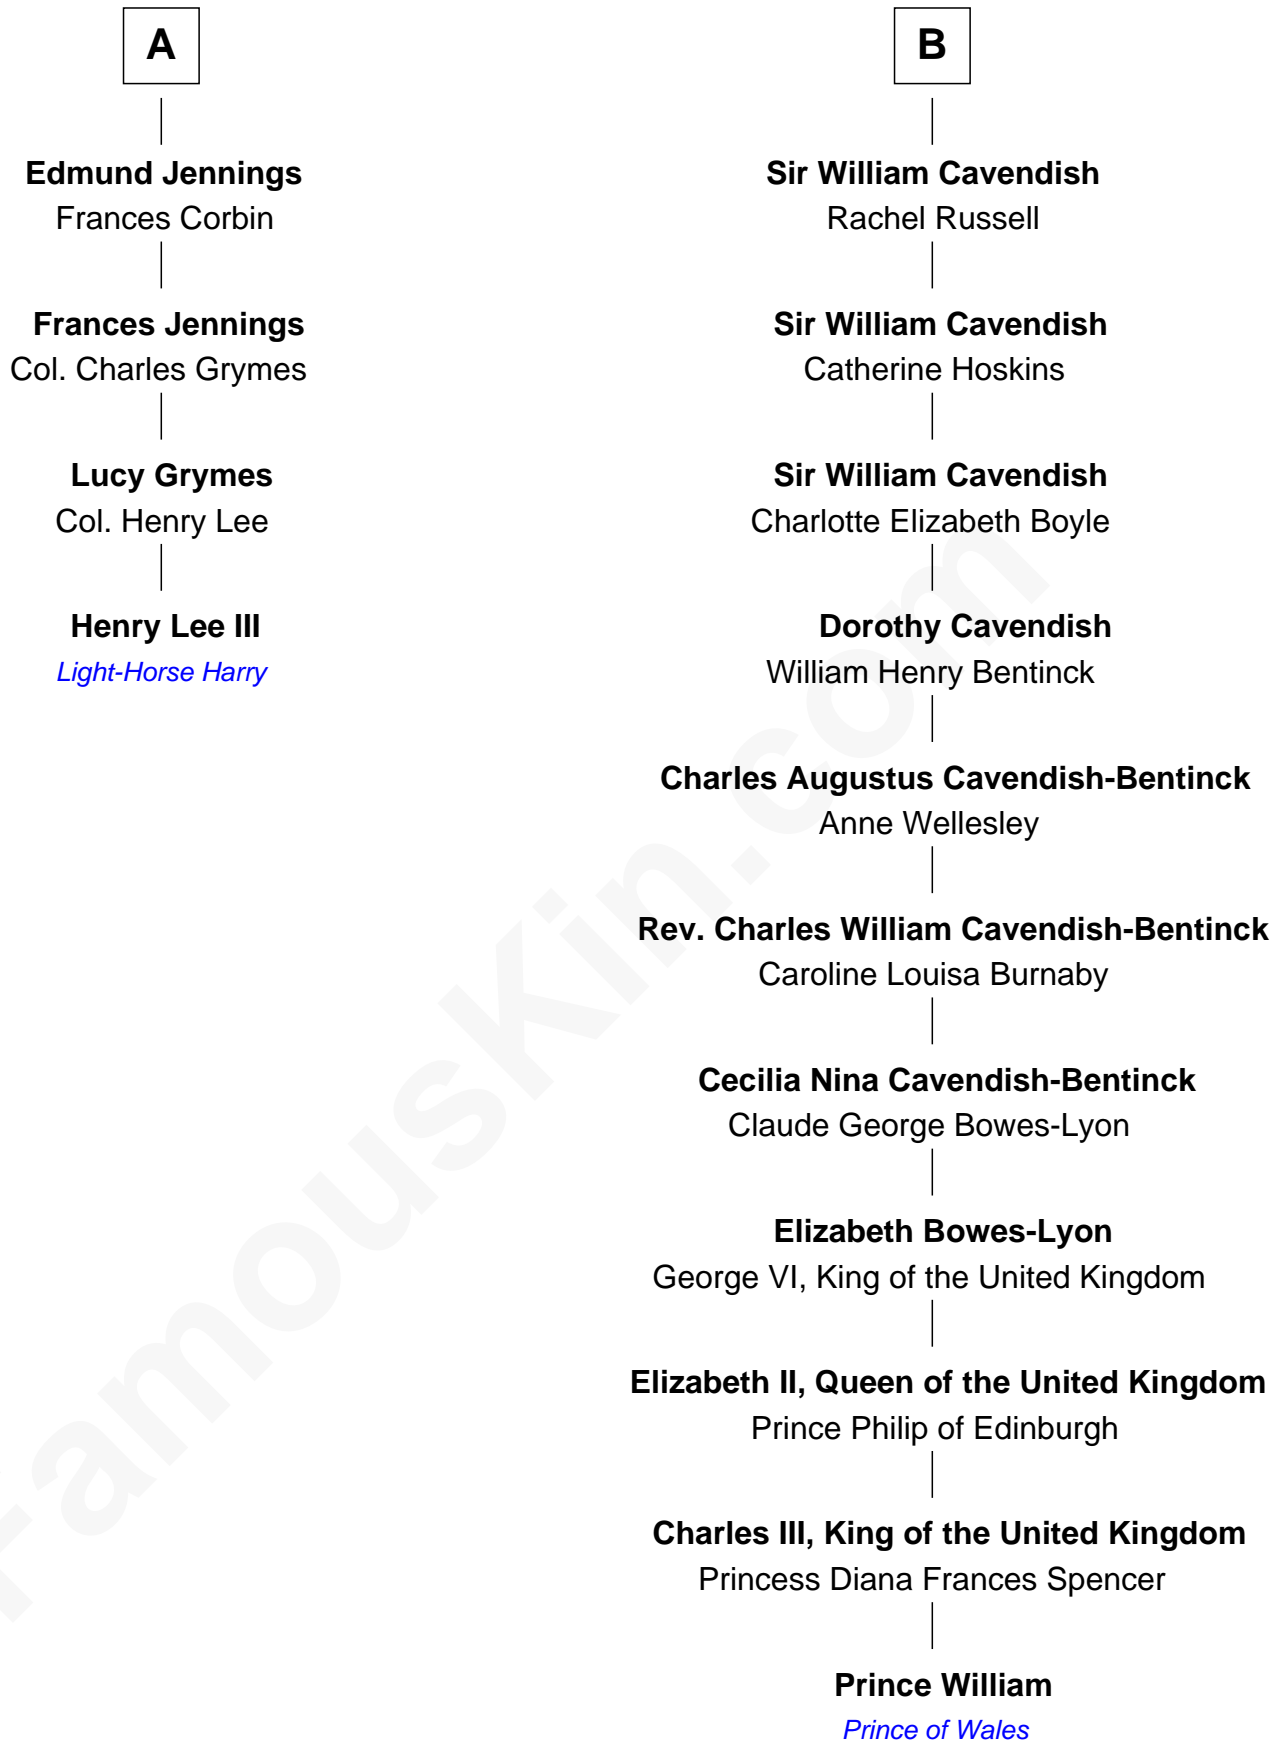 A
Edmund Jennings
Frances Corbin
Frances Jennings
Col. Charles Grymes
Lucy Grymes
Col. Henry Lee
Henry Lee III
Light-Horse Harry
B
Sir William Cavendish
Rachel Russell
Sir William Cavendish
Catherine Hoskins
Sir William Cavendish
Charlotte Elizabeth Boyle
Dorothy Cavendish
William Henry Bentinck
Charles Augustus Cavendish-Bentinck
Anne Wellesley
Rev. Charles William Cavendish-Bentinck
Caroline Louisa Burnaby
Cecilia Nina Cavendish-Bentinck
Claude George Bowes-Lyon
Elizabeth Bowes-Lyon
George VI, King of the United Kingdom
Elizabeth II, Queen of the United Kingdom
Prince Philip of Edinburgh
Charles III, King of the United Kingdom
Princess Diana Frances Spencer
Prince William
Prince of Wales
FamousKin.com